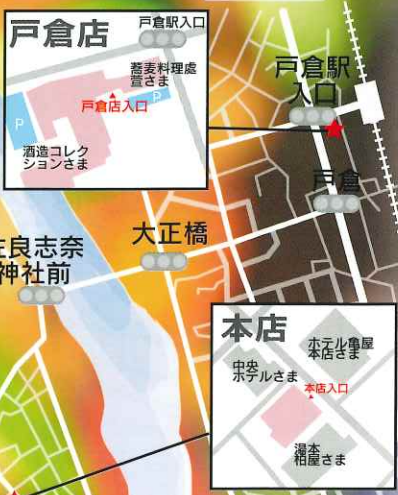 戸倉店
戸倉駅入口
蕎麦料理處
萱さま
戸倉店入口
P
P
酒造コレク
ションさま
戸倉駅
入口
戸倉
大正橋
佐良志奈
神社前
本店
ホテル亀屋
本店さま
中央
ホテルさま
本店入口
湯本
柏屋さま